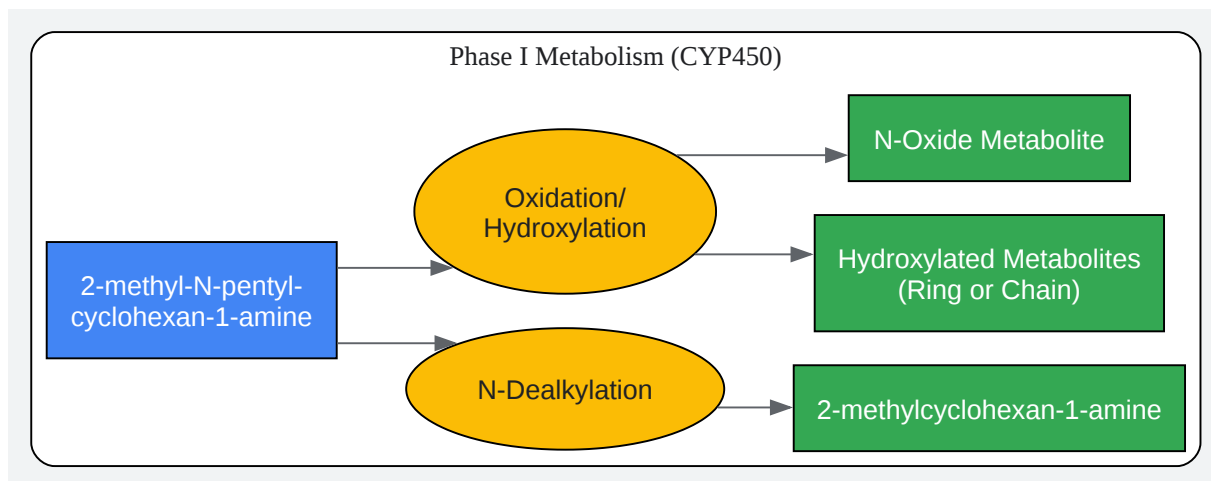 Phase I Metabolism (CYP450)
2-methyl-N-pentyl-
cyclohexan-1-amine
Oxidation/
Hydroxylation
N-Dealkylation
N-Oxide Metabolite
Hydroxylated Metabolites
(Ring or Chain)
2-methylcyclohexan-1-amine